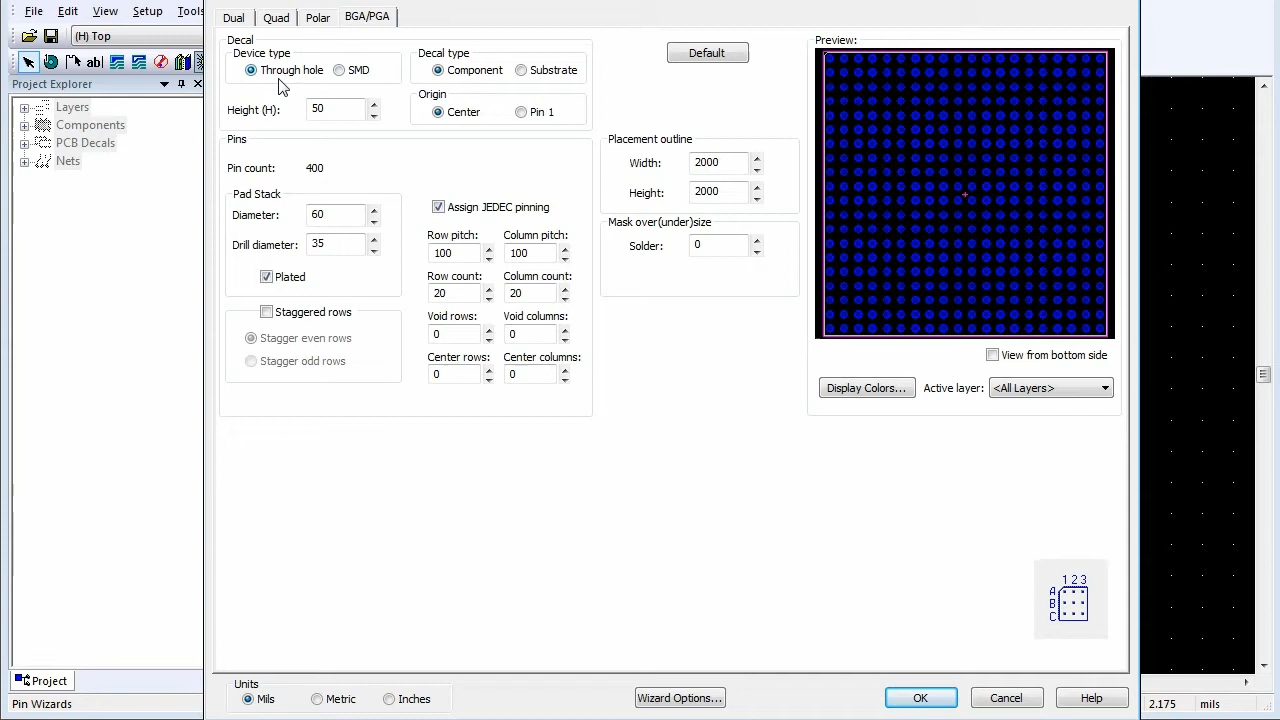 File Edit View Setup Tools
(H) Top
ab|
Project Explorer
Layers
Components
PCB Decals
Nets
Project
Pin Wizards
Dual Quad Polar BGA/PGA
Decal
Device type
Through hole SMD
Height (H): 50
Decal type
Component Substrate
Origin
Center Pin 1
Pins
Pin count: 400
Pad Stack
Diameter: 60
Drill diameter: 35
Plated
Staggered rows
Stagger even rows
Stagger odd rows
Assign JEDEC pinning
Row pitch: Column pitch:
100 100
Row count: Column count:
20 20
Void rows: Void columns:
0 0
Center rows: Center columns:
0 0
Default
Placement outline
Width: 2000
Height: 2000
Mask over(under)size
Solder: 0
Preview:
View from bottom side
Display Colors... Active layer: <All Layers>
1 2 3
A
B
C
Units
Mils Metric Inches
Wizard Options... OK Cancel Help
2.175 mils